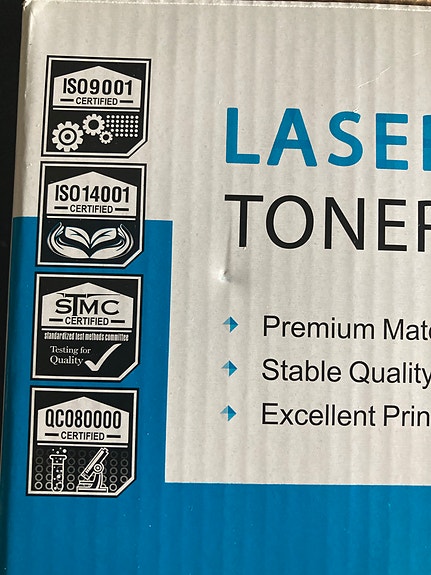 ISO9001
CERTIFIED
ISO14001
CERTIFIED
STMC
CERTIFIED
standardized test methods committee
Testing for
Quality
QC080000
CERTIFIED
LASE
TONE
Premium Mat
Stable Quality
Excellent Prin